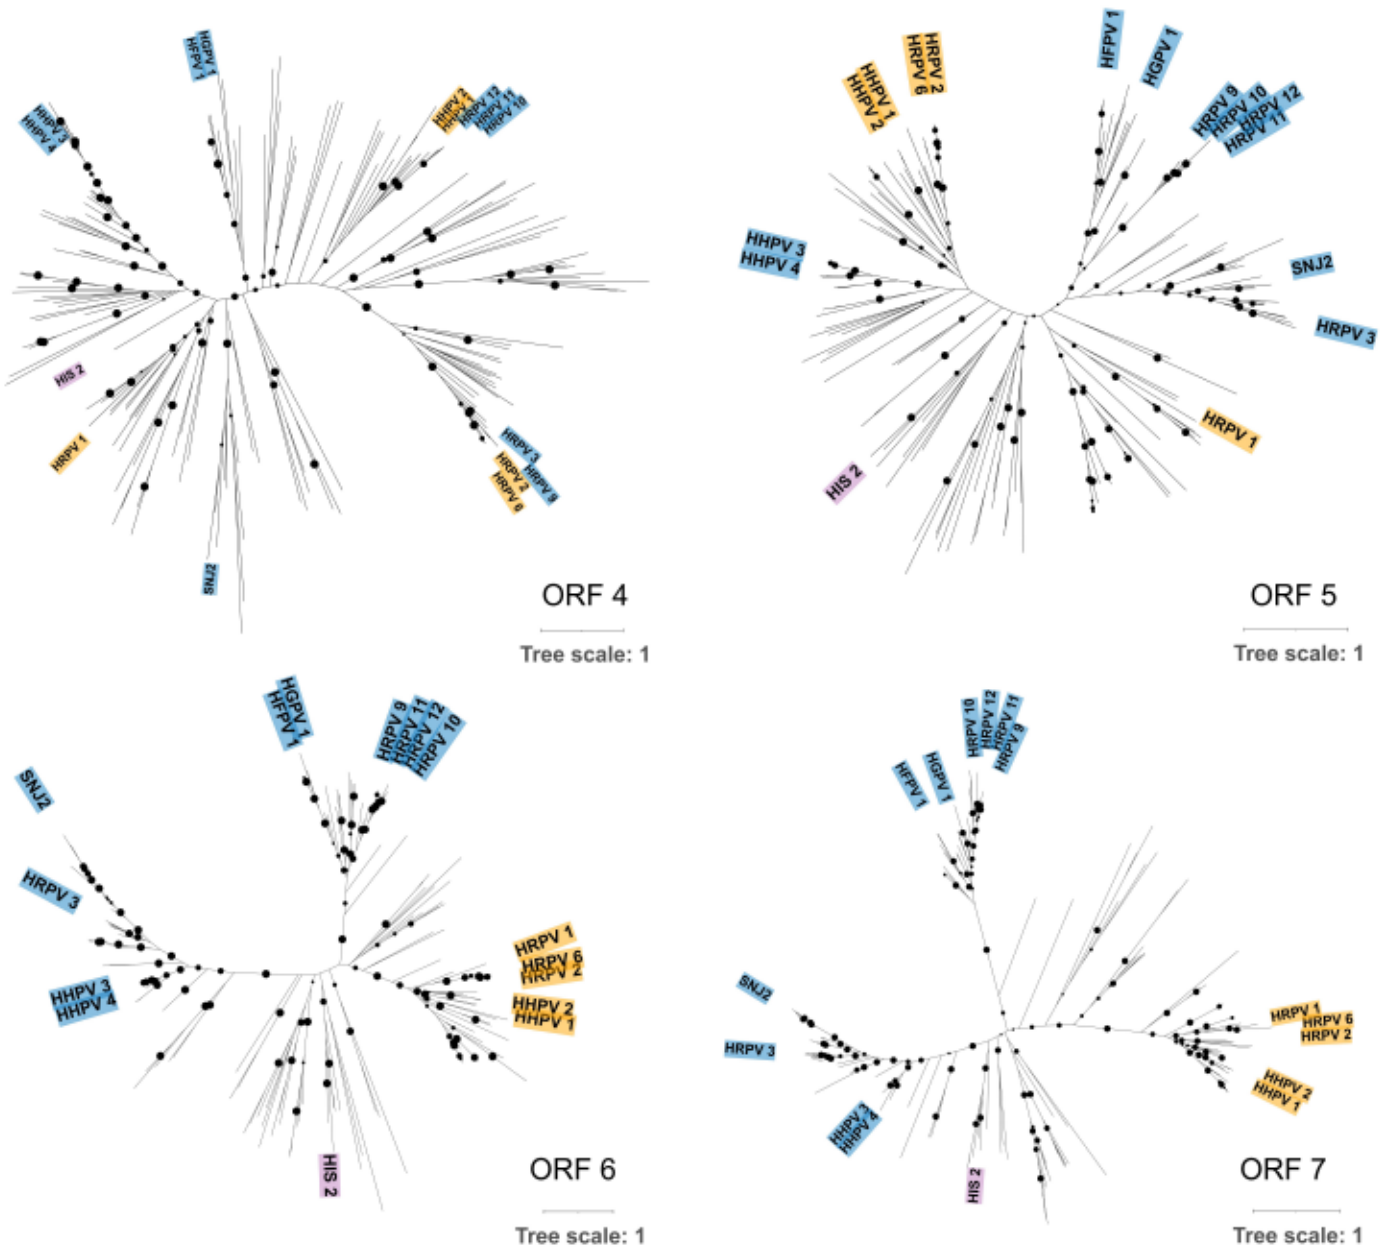 HGPV 1
HFPV 1
HHPV 3
HHPV 4
HHPV 2
HHPV 1
HRPV 12
HRPV 11
HRPV 10
HIS 2
HRPV 1
HRPV 3
HRPV 2
HRPV 9
HRPV 6
SNJ2
ORF 4
Tree scale: 1
HFPV 1
HGPV 1
HRPV 2
HRPV 6
HHPV 1
HHPV 2
HRPV 9
HRPV 10
HRPV 12
HRPV 11
HHPV 3
HHPV 4
SNJ2
HRPV 3
HRPV 1
HIS 2
ORF 5
Tree scale: 1
HGPV 1
HFPV 1
HRPV 9
HRPV 11
HRPV 12
HRPV 10
SNJ2
HRPV 3
HRPV 1
HRPV 6
HRPV 2
HHPV 3
HHPV 4
HHPV 2
HHPV 1
HIS 2
ORF 6
Tree scale: 1
HRPV 10
HRPV 12
HRPV 11
HRPV 9
HFPV 1
HGPV 1
SNJ2
HRPV 3
HRPV 1
HRPV 6
HRPV 2
HHPV 3
HHPV 4
HHPV 2
HHPV 1
HIS 2
ORF 7
Tree scale: 1